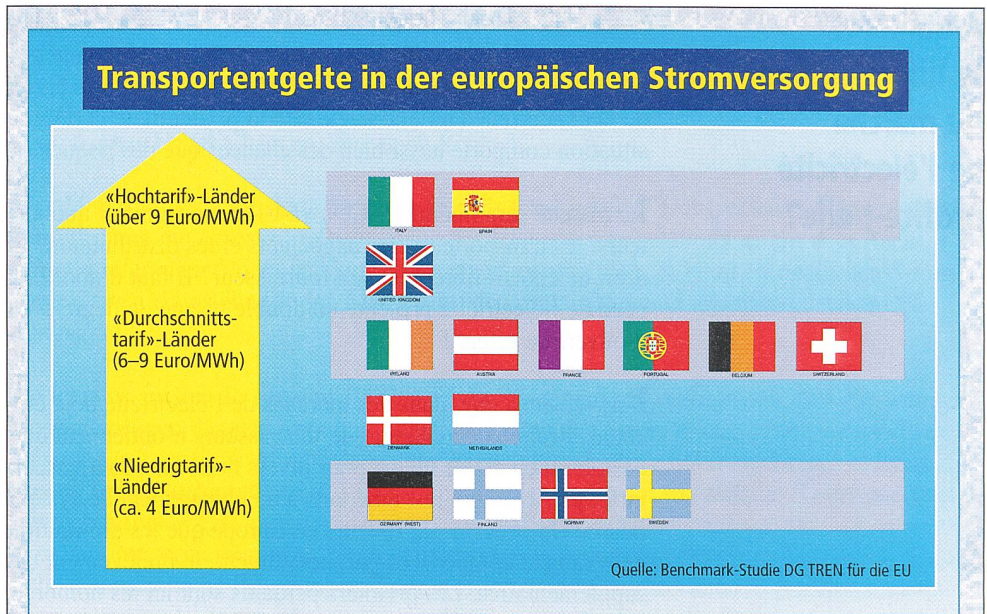 Transportentgelte in der europäischen Stromversorgung
«Hochtarif»-Länder
(über 9 Euro/MWh)
ITALY
SPAIN
UNITED KINGDOM
«Durchschnitts-
tarif»-Länder
(6–9 Euro/MWh)
IRELAND
AUSTRIA
FRANCE
PORTUGAL
BELGIUM
SWITZERLAND
DENMARK
NETHERLANDS
«Niedrigtarif»-
Länder
(ca. 4 Euro/MWh)
GERMANY (WEST)
FINLAND
NORWAY
SWEDEN
Quelle: Benchmark-Studie DG TREN für die EU